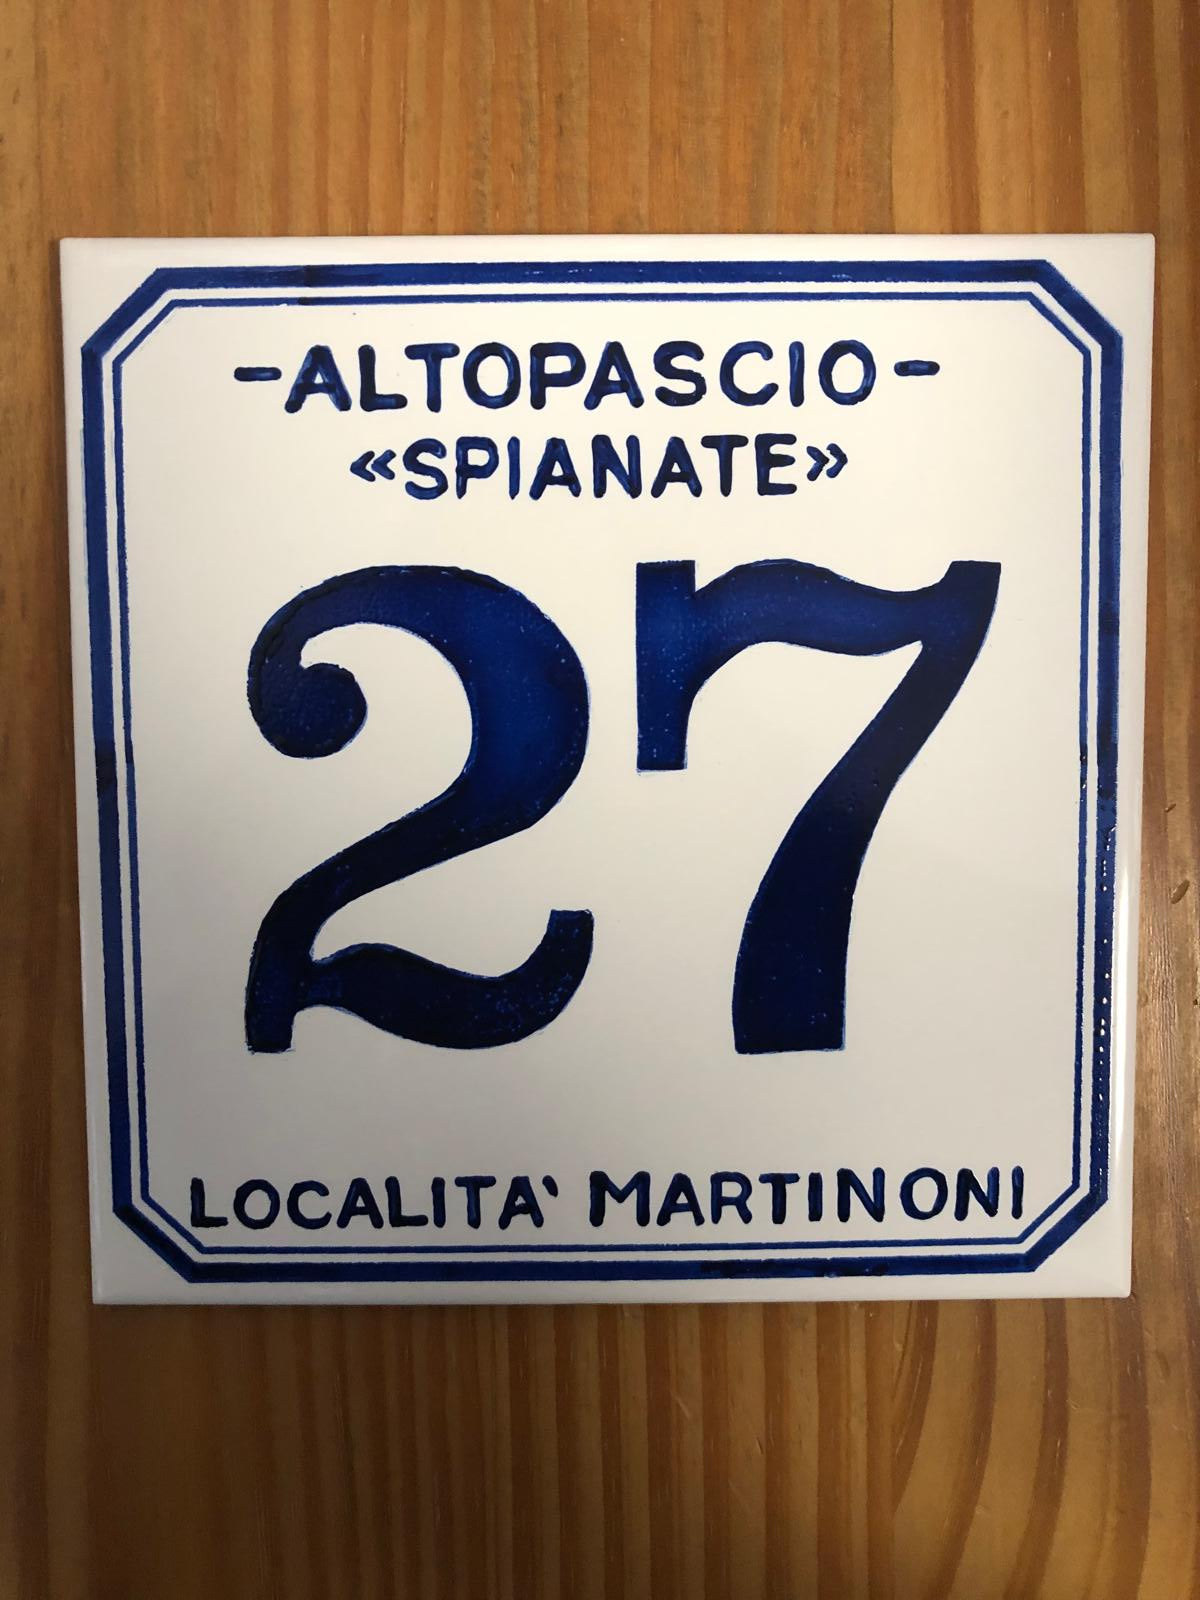 -ALTOPASCIO-
«SPIANATE»
27
LOCALITA' MARTINONI